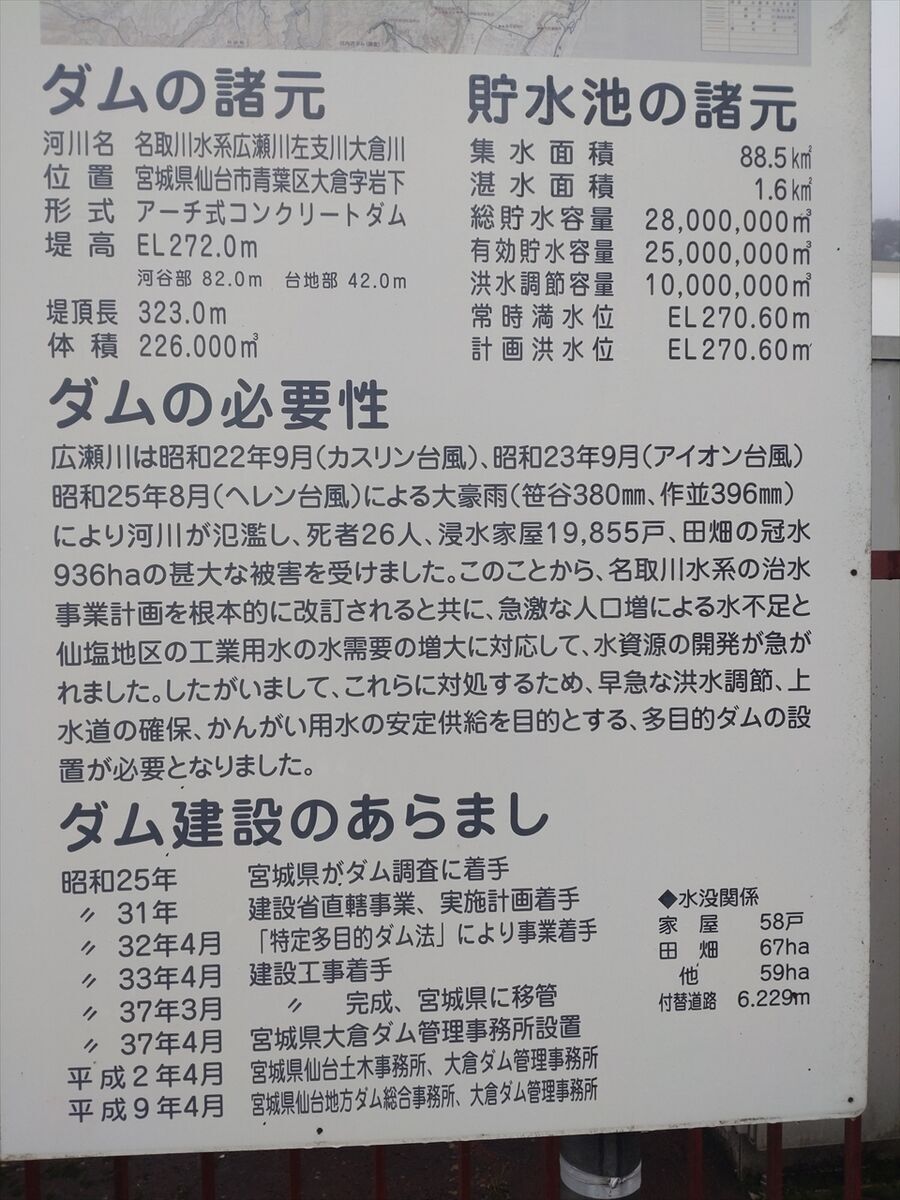 ダムの諸元
河川名 名取川水系広瀬川左支川大倉川
位置 宮城県仙台市青葉区大倉字岩下
形式 アーチ式コンクリートダム
堤高 EL272.0m
河谷部 82.0m 台地部 42.0m
堤頂長 323.0m
体積 226.000㎥
貯水池の諸元
集水面積 88.5㎢
湛水面積 1.6㎢
総貯水容量 28,000,000㎥
有効貯水容量 25,000,000㎥
洪水調節容量 10,000,000㎥
常時満水位 EL270.60m
計画洪水位 EL270.60m
ダムの必要性
広瀬川は昭和22年9月(カスリン台風)、昭和23年9月(アイオン台風)
昭和25年8月(ヘレン台風)による大豪雨(笹谷380㎜、作並396㎜)
により河川が氾濫し、死者26人、浸水家屋19,855戸、田畑の冠水
936haの甚大な被害を受けました。このことから、名取川水系の治水
事業計画を根本的に改訂されると共に、急激な人口増による水不足と
仙塩地区の工業用水の水需要の増大に対応して、水資源の開発が急が
れました。したがいまして、これらに対処するため、早急な洪水調節、上
水道の確保、かんがい用水の安定供給を目的とする、多目的ダムの設
置が必要となりました。
ダム建設のあらまし
昭和25年 宮城県がダム調査に着手
〃 31年 建設省直轄事業、実施計画着手
〃 32年4月 「特定多目的ダム法」により事業着手
〃 33年4月 建設工事着手
〃 37年3月 〃 完成、宮城県に移管
〃 37年4月 宮城県大倉ダム管理事務所設置
平成2年4月 宮城県仙台土木事務所、大倉ダム管理事務所
平成9年4月 宮城県仙台地方ダム総合事務所、大倉ダム管理事務所
◆水没関係
家屋 58戸
田畑 67ha
他 59ha
付替道路 6.229m